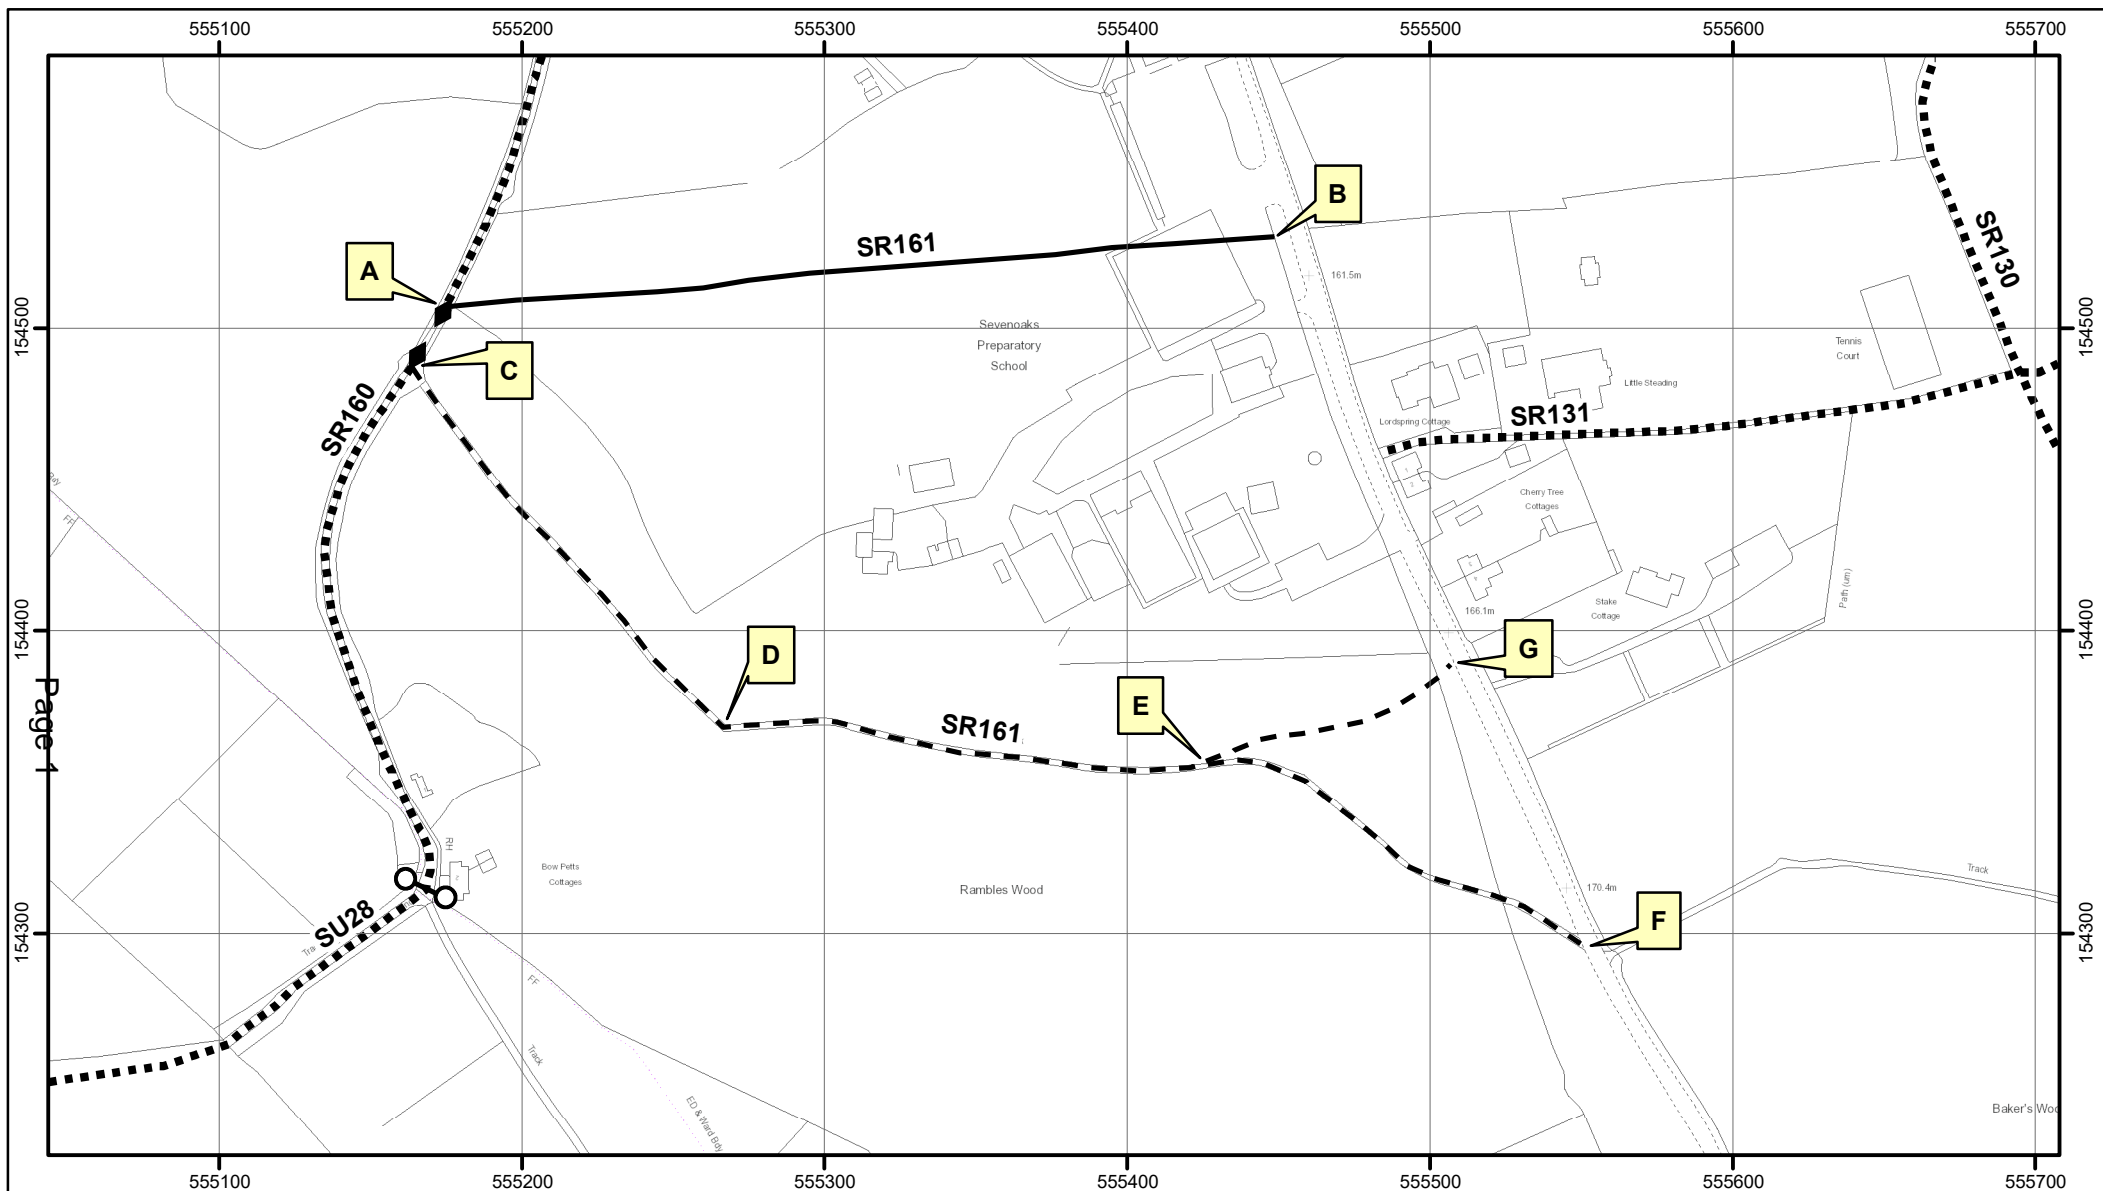 555100
555200
555300
555400
555500
555600
555700
B
SR161
SR130
A
161.5m
154500
Sevenoaks
Preparatory
School
154500
Tennis
Court
C
Little Steading
SR160
SR131
Lordspring Cottage
FF
Cherry Tree
Cottages
Path (um)
Stake
Cottage
166.1m
154400
154400
D
G
E
Page 1
SR161
RH
Bow Petts
Cottages
Rambles Wood
170.4m
Track
F
SU28
154300
154300
FF
Track
ED & Ward Bdy
Baker's Woo
555100
555200
555300
555400
555500
555600
555700